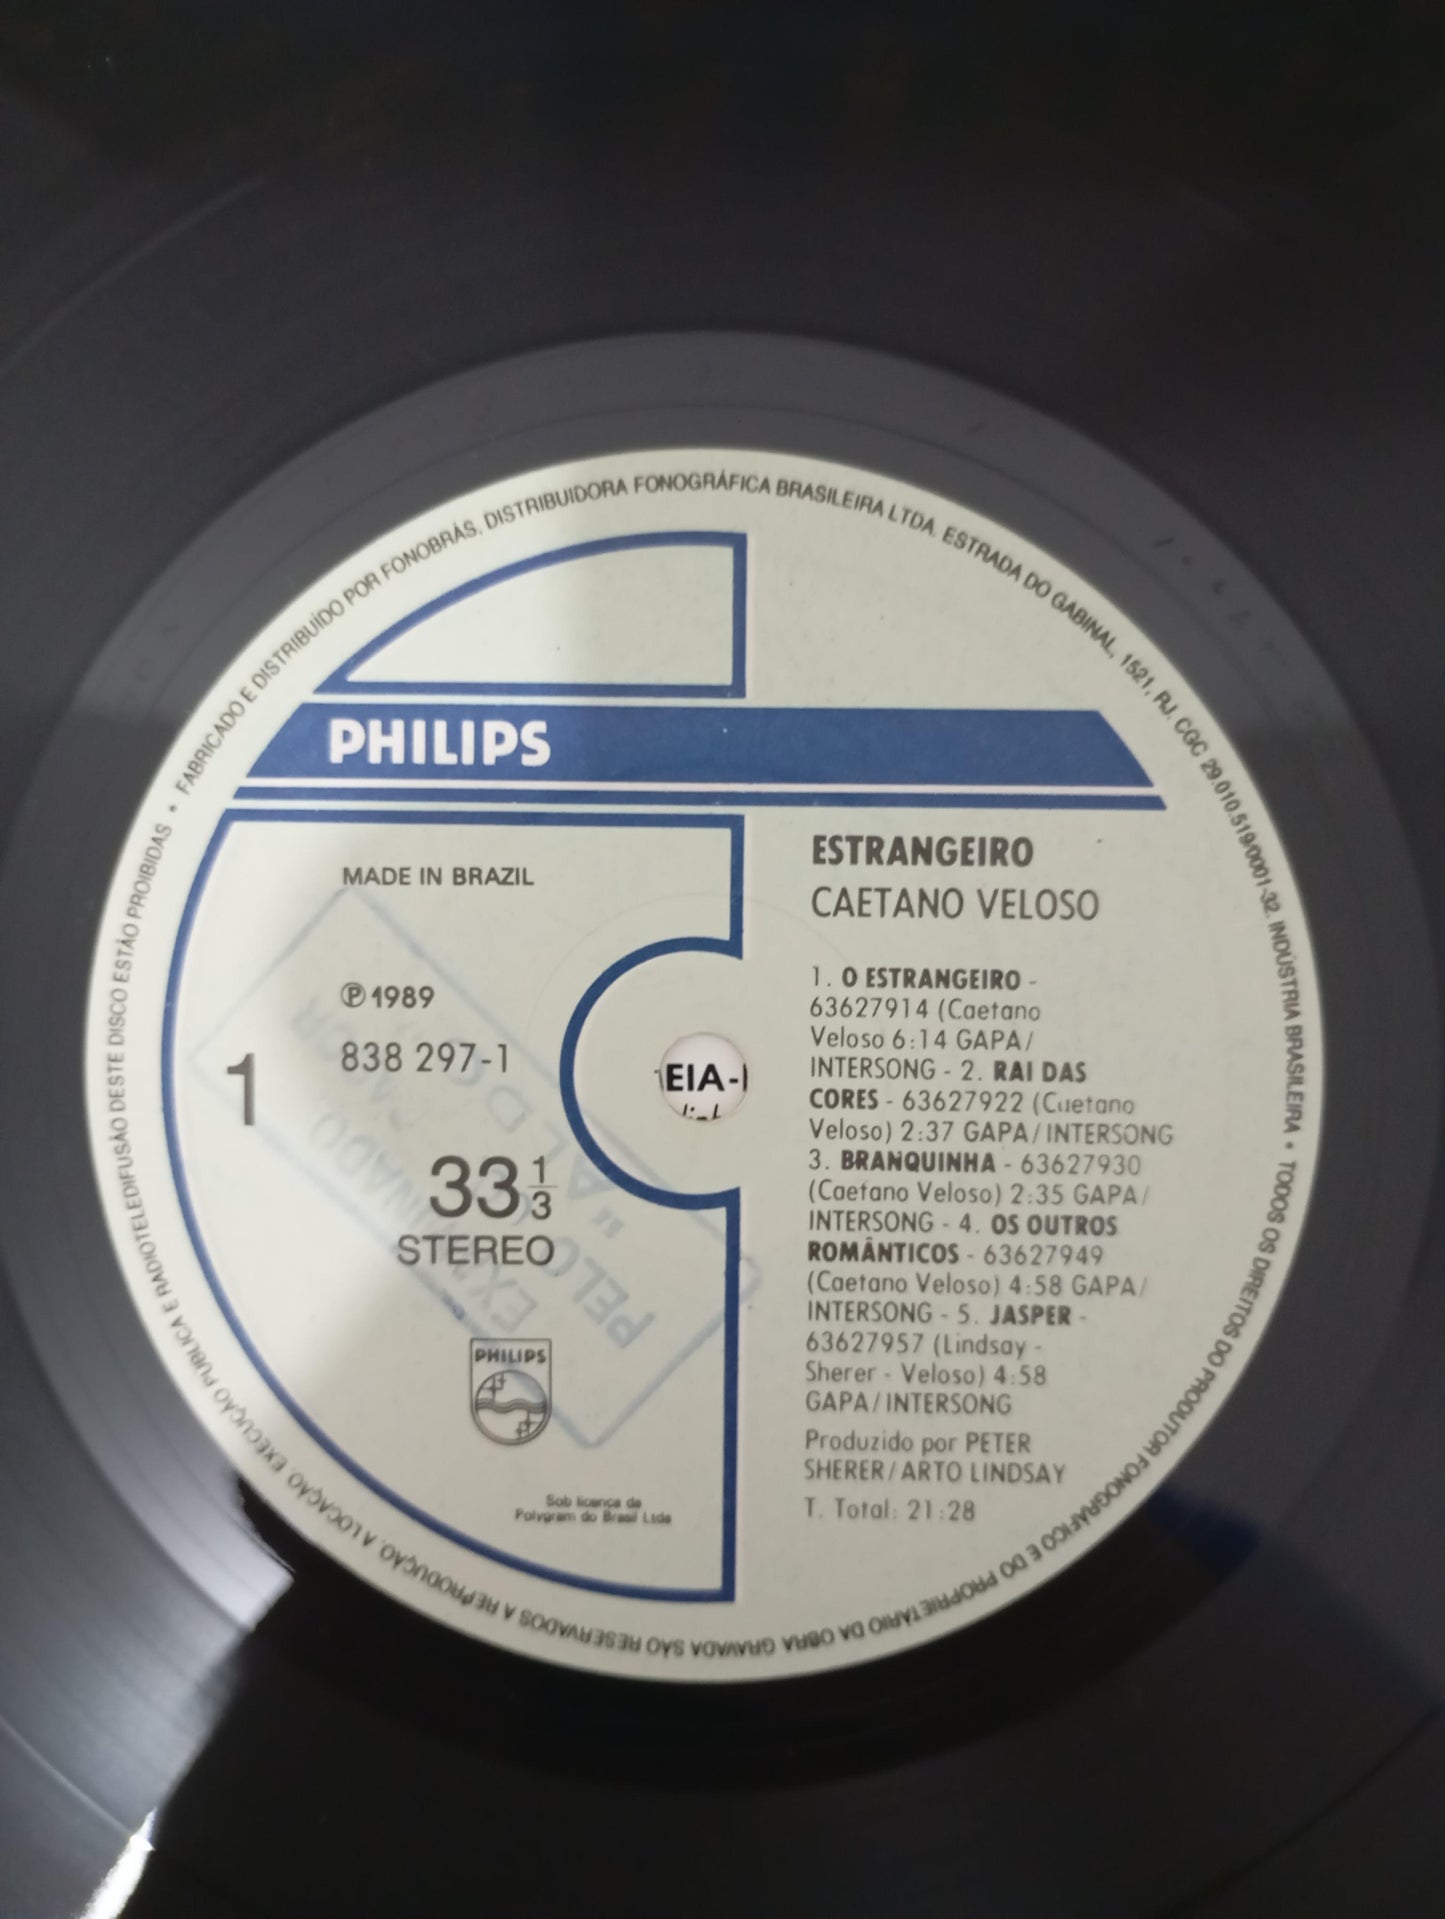 FABRICADO E DISTRIBUÍDO POR FONOBRÁS, DISTRIBUIDORA FONOGRÁFICA BRASILEIRA LTDA. ESTRADA DO GABINAL, 1521, RJ. CGC 29.010.519/0001-32. INDÚSTRIA BRASILEIRA • TODOS OS DIREITOS DO PRODUTOR FONOGRÁFICO E DO PROPRIETÁRIO DA OBRA GRAVADA SÃO RESERVADOS A REPRODUÇÃO, A LOCAÇÃO, EXECUÇÃO PÚBLICA E RADIOTELEDIFUSÃO DESTE DISCO ESTÃO PROIBIDAS •
PHILIPS
MADE IN BRAZIL
℗ 1989
838 297-1
1
33 1/3
STEREO
PHILIPS
Sob licença da
Polygram do Brasil Ltda
EIA-
ESTRANGEIRO
CAETANO VELOSO
1. O ESTRANGEIRO -
63627914 (Caetano
Veloso 6:14 GAPA/
INTERSONG - 2. RAI DAS
CORES - 63627922 (Caetano
Veloso) 2:37 GAPA/INTERSONG
3. BRANQUINHA - 63627930
(Caetano Veloso) 2:35 GAPA/
INTERSONG - 4. OS OUTROS
ROMÂNTICOS - 63627949
(Caetano Veloso) 4:58 GAPA/
INTERSONG - 5. JASPER -
63627957 (Lindsay -
Sherer - Veloso) 4:58
GAPA/INTERSONG
Produzido por PETER
SHERER/ARTO LINDSAY
T. Total: 21:28
PELO